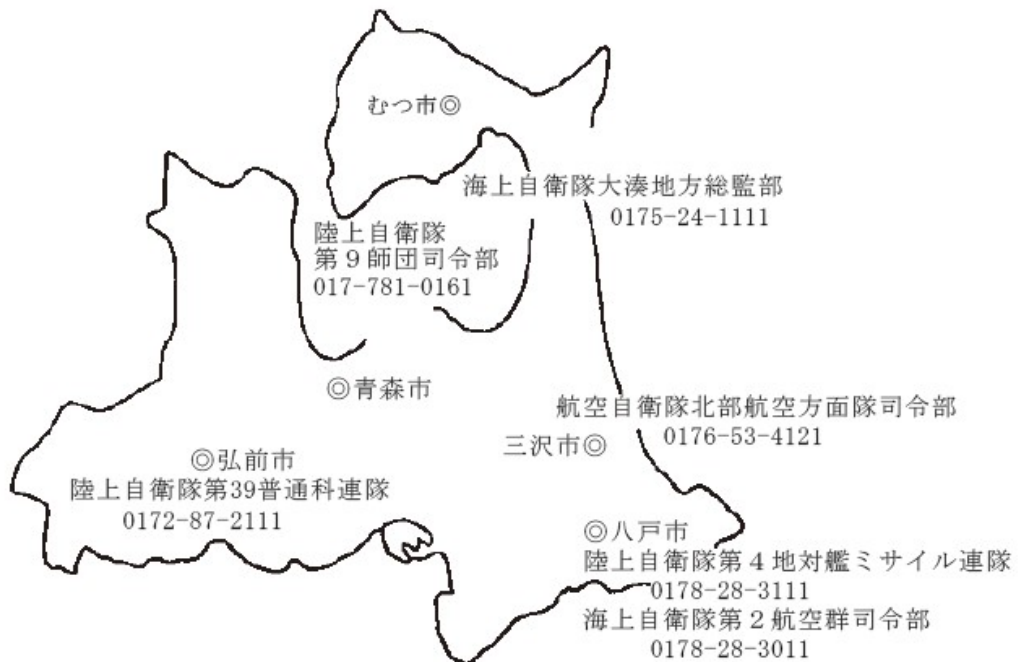 むつ市◎
海上自衛隊大湊地方総監部
0175-24-1111
陸上自衛隊
第9師団司令部
017-781-0161
◎青森市
航空自衛隊北部航空方面隊司令部
0176-53-4121
三沢市◎
◎弘前市
陸上自衛隊第39普通科連隊
0172-87-2111
◎八戸市
陸上自衛隊第4地対艦ミサイル連隊
0178-28-3111
海上自衛隊第2航空群司令部
0178-28-3011